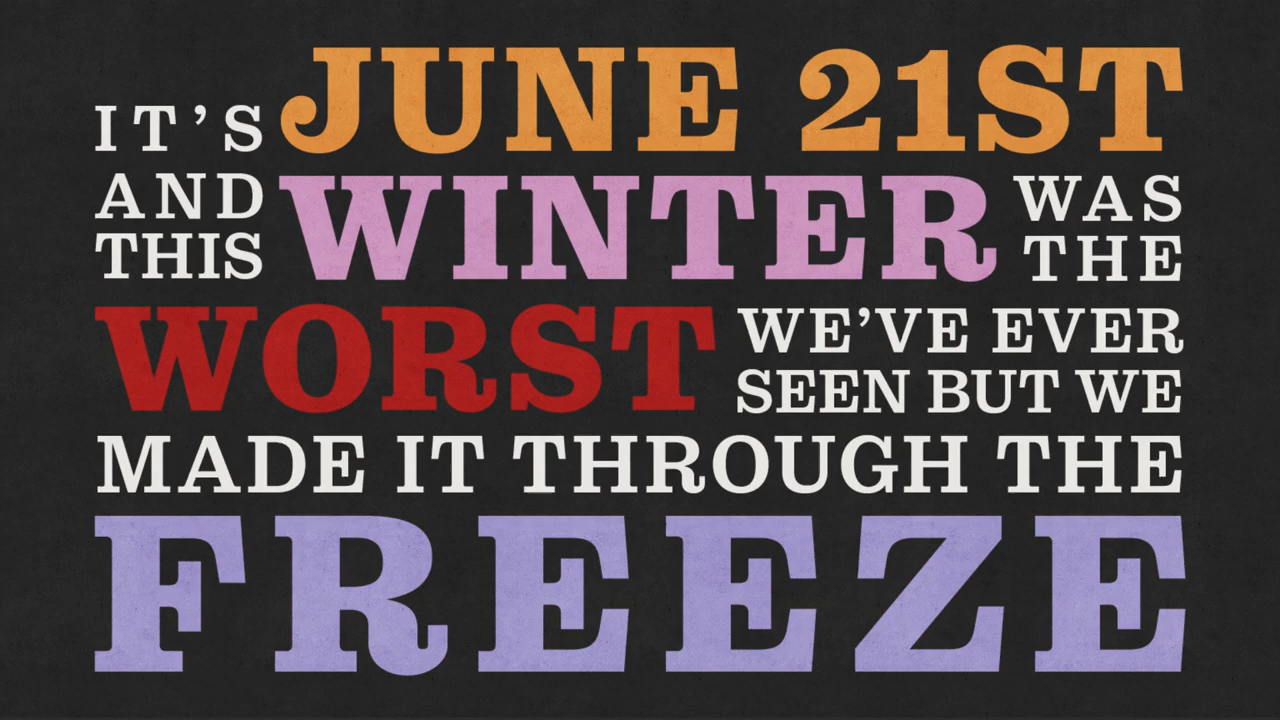 IT'S JUNE 21ST
AND THIS WINTER WAS THE
WORST WE'VE EVER SEEN BUT WE
MADE IT THROUGH THE
FREEZE